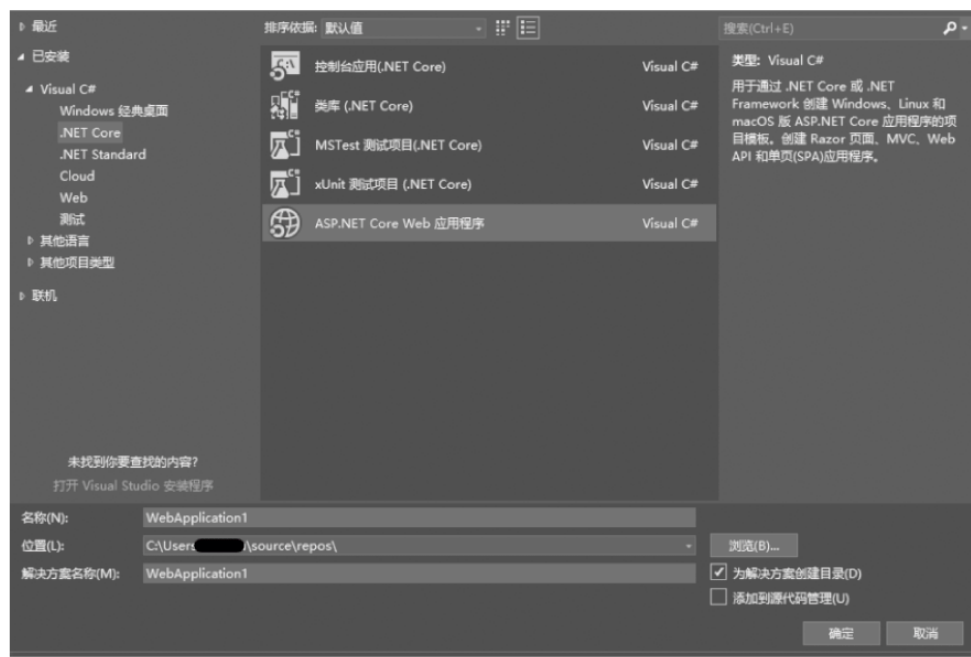 最近
已安装
Visual C#
Windows 经典桌面
.NET Core
.NET Standard
Cloud
Web
测试
其他语言
其他项目类型
联机
未找到你要查找的内容?
打开 Visual Studio 安装程序
排序依据: 默认值
控制台应用(.NET Core) Visual C#
类库 (.NET Core) Visual C#
MSTest 测试项目(.NET Core) Visual C#
xUnit 测试项目 (.NET Core) Visual C#
ASP.NET Core Web 应用程序 Visual C#
搜索(Ctrl+E)
类型: Visual C#
用于通过 .NET Core 或 .NET
Framework 创建 Windows、Linux 和
macOS 版 ASP.NET Core 应用程序的项
目模板。创建 Razor 页面、MVC、Web
API 和单页(SPA)应用程序。
名称(N): WebApplication1
位置(L): C:\Users \source\repos\ 浏览(B)...
解决方案名称(M): WebApplication1
为解决方案创建目录(D)
添加到源代码管理(U)
确定 取消